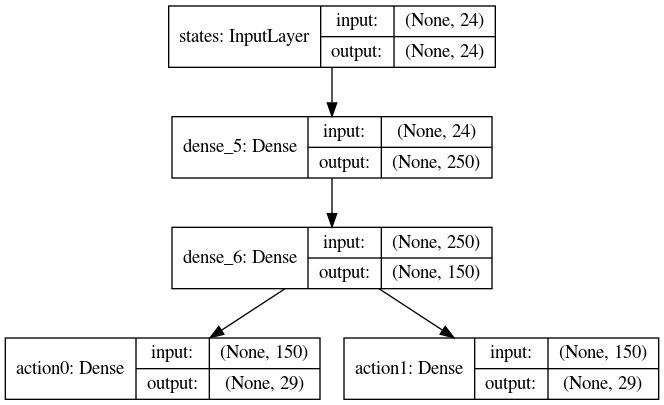 states: InputLayer
input: (None, 24)
output: (None, 24)
dense_5: Dense
input: (None, 24)
output: (None, 250)
dense_6: Dense
input: (None, 250)
output: (None, 150)
action0: Dense
input: (None, 150)
output: (None, 29)
action1: Dense
input: (None, 150)
output: (None, 29)